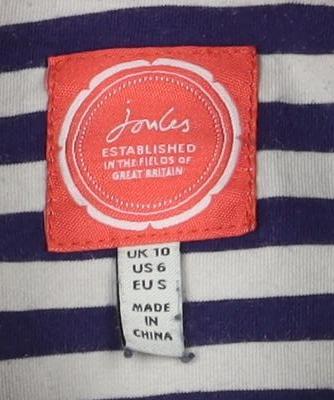 Joules
ESTABLISHED
IN THE FIELDS OF
GREAT BRITAIN
UK 10
US 6
EU S
MADE
IN
CHINA